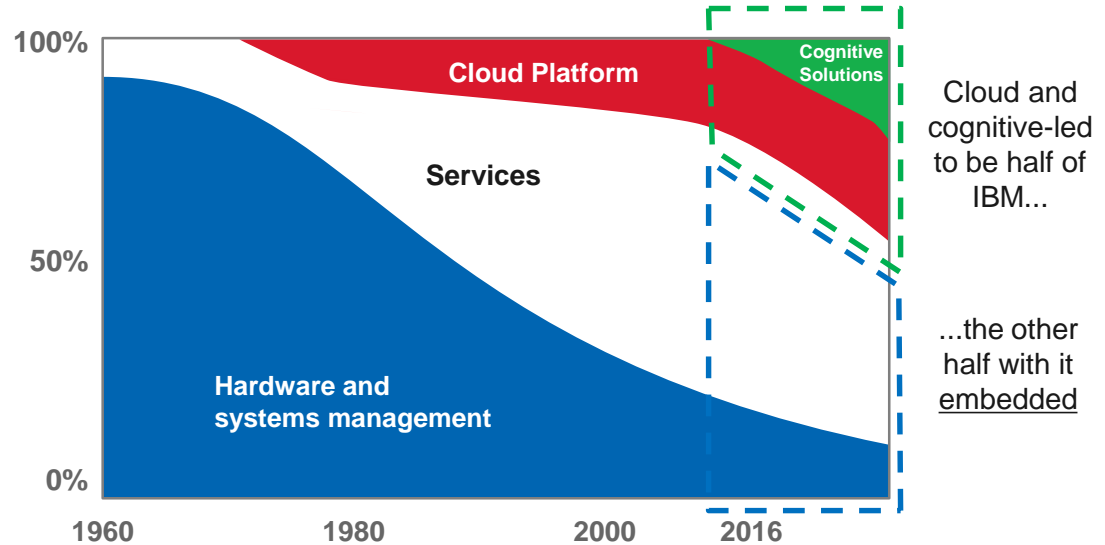 100%
Cognitive
Solutions
Cloud Platform
Cloud and
cognitive-led
to be half of
IBM...
Services
50%
...the other
half with it
embedded
Hardware and
systems management
0%
1960
1980
2000
2016